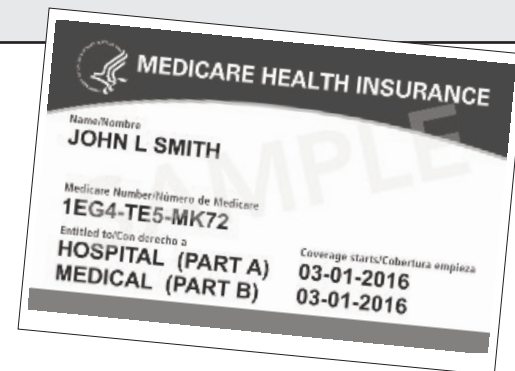 MEDICARE HEALTH INSURANCE
Name/Nombre
JOHN L SMITH
Medicare Number/Número de Medicare
1EG4-TE5-MK72
Entitled to/Con derecho a
HOSPITAL (PART A)
MEDICAL (PART B)
Coverage starts/Cobertura empieza
03-01-2016
03-01-2016
SAMPLE